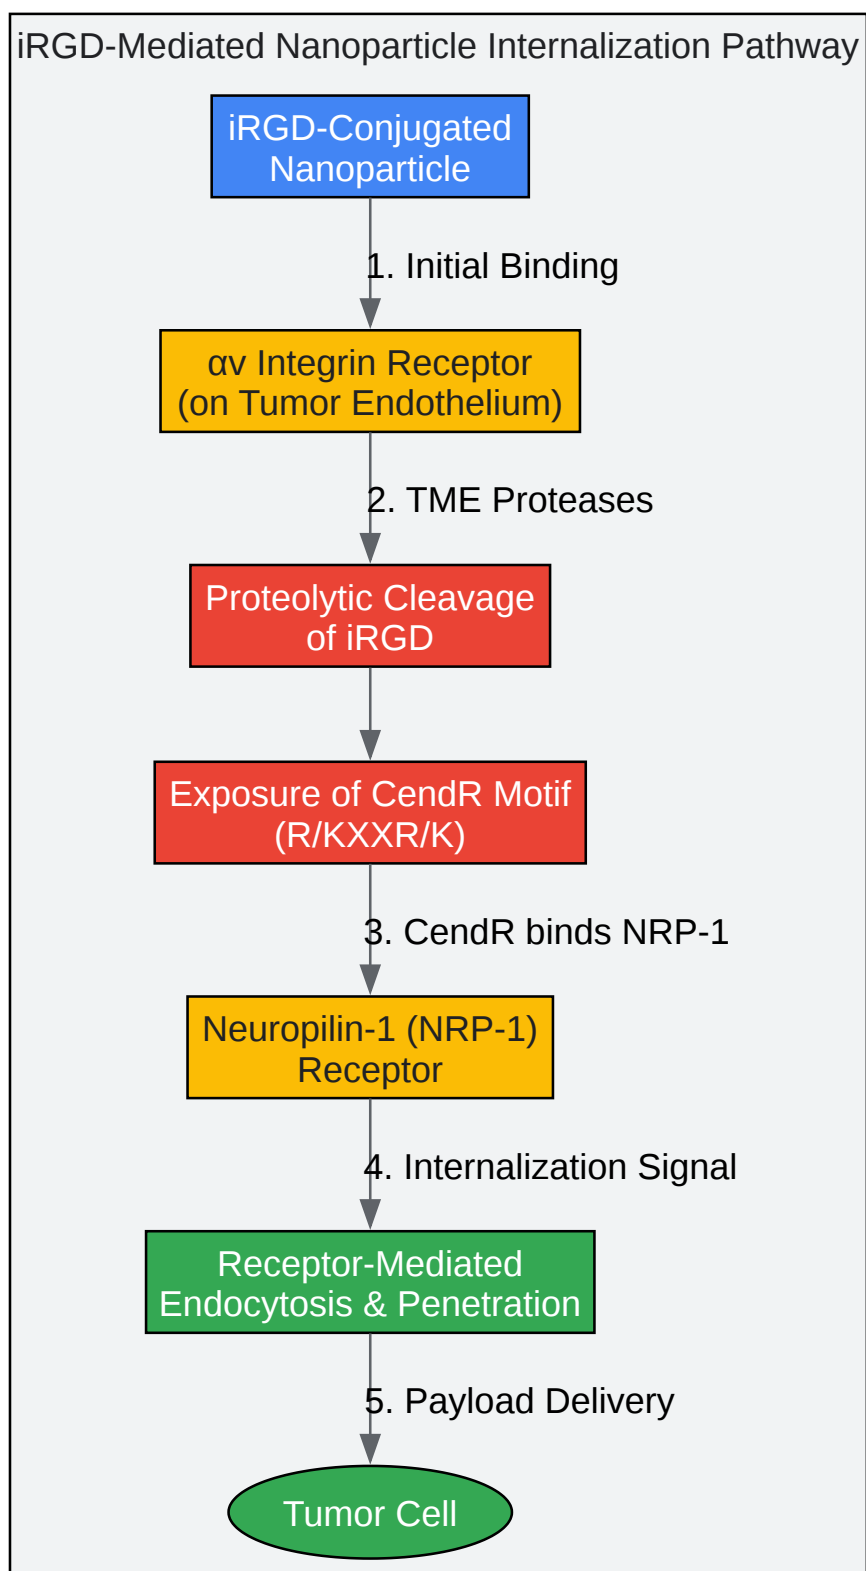 iRGD-Mediated Nanoparticle Internalization Pathway
iRGD-Conjugated
Nanoparticle
1. Initial Binding
αv Integrin Receptor
(on Tumor Endothelium)
2. TME Proteases
Proteolytic Cleavage
of iRGD
Exposure of CendR Motif
(R/KXXR/K)
3. CendR binds NRP-1
Neuropilin-1 (NRP-1)
Receptor
4. Internalization Signal
Receptor-Mediated
Endocytosis & Penetration
5. Payload Delivery
Tumor Cell